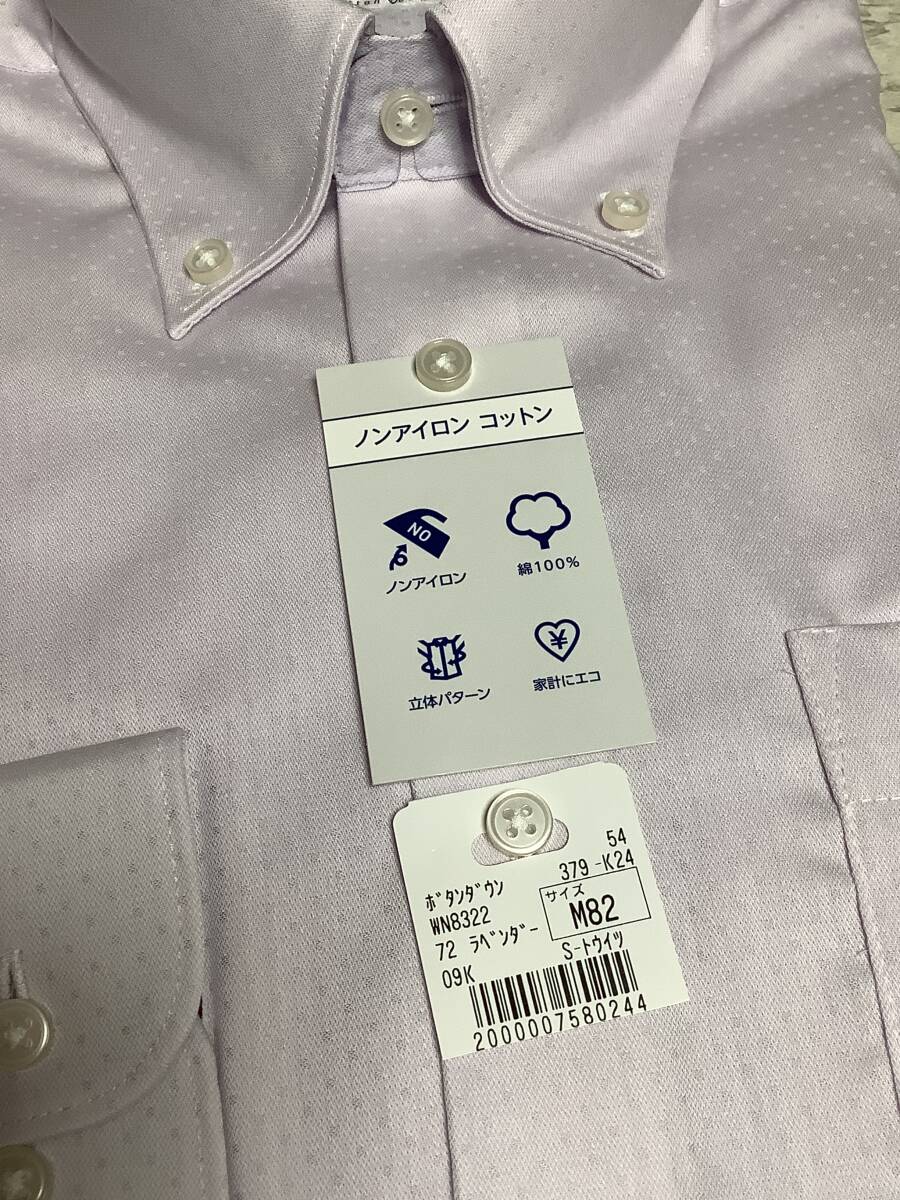 ノンアイロン コットン
NO
ノンアイロン
綿100%
立体パターン
¥
家計にエコ
54
379 -K24
ﾎﾞﾀﾝﾀﾞｳﾝ
WN8322
サイズ
M82
72 ﾗﾍﾞﾝﾀﾞｰ
S-ﾄｳｲﾂ
09K
2000007580244